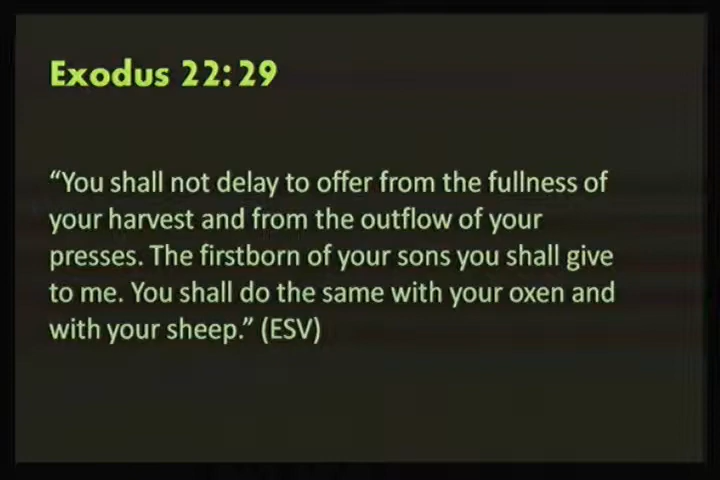 Exodus 22:29
“You shall not delay to offer from the fullness of
your harvest and from the outflow of your
presses. The firstborn of your sons you shall give
to me. You shall do the same with your oxen and
with your sheep.” (ESV)